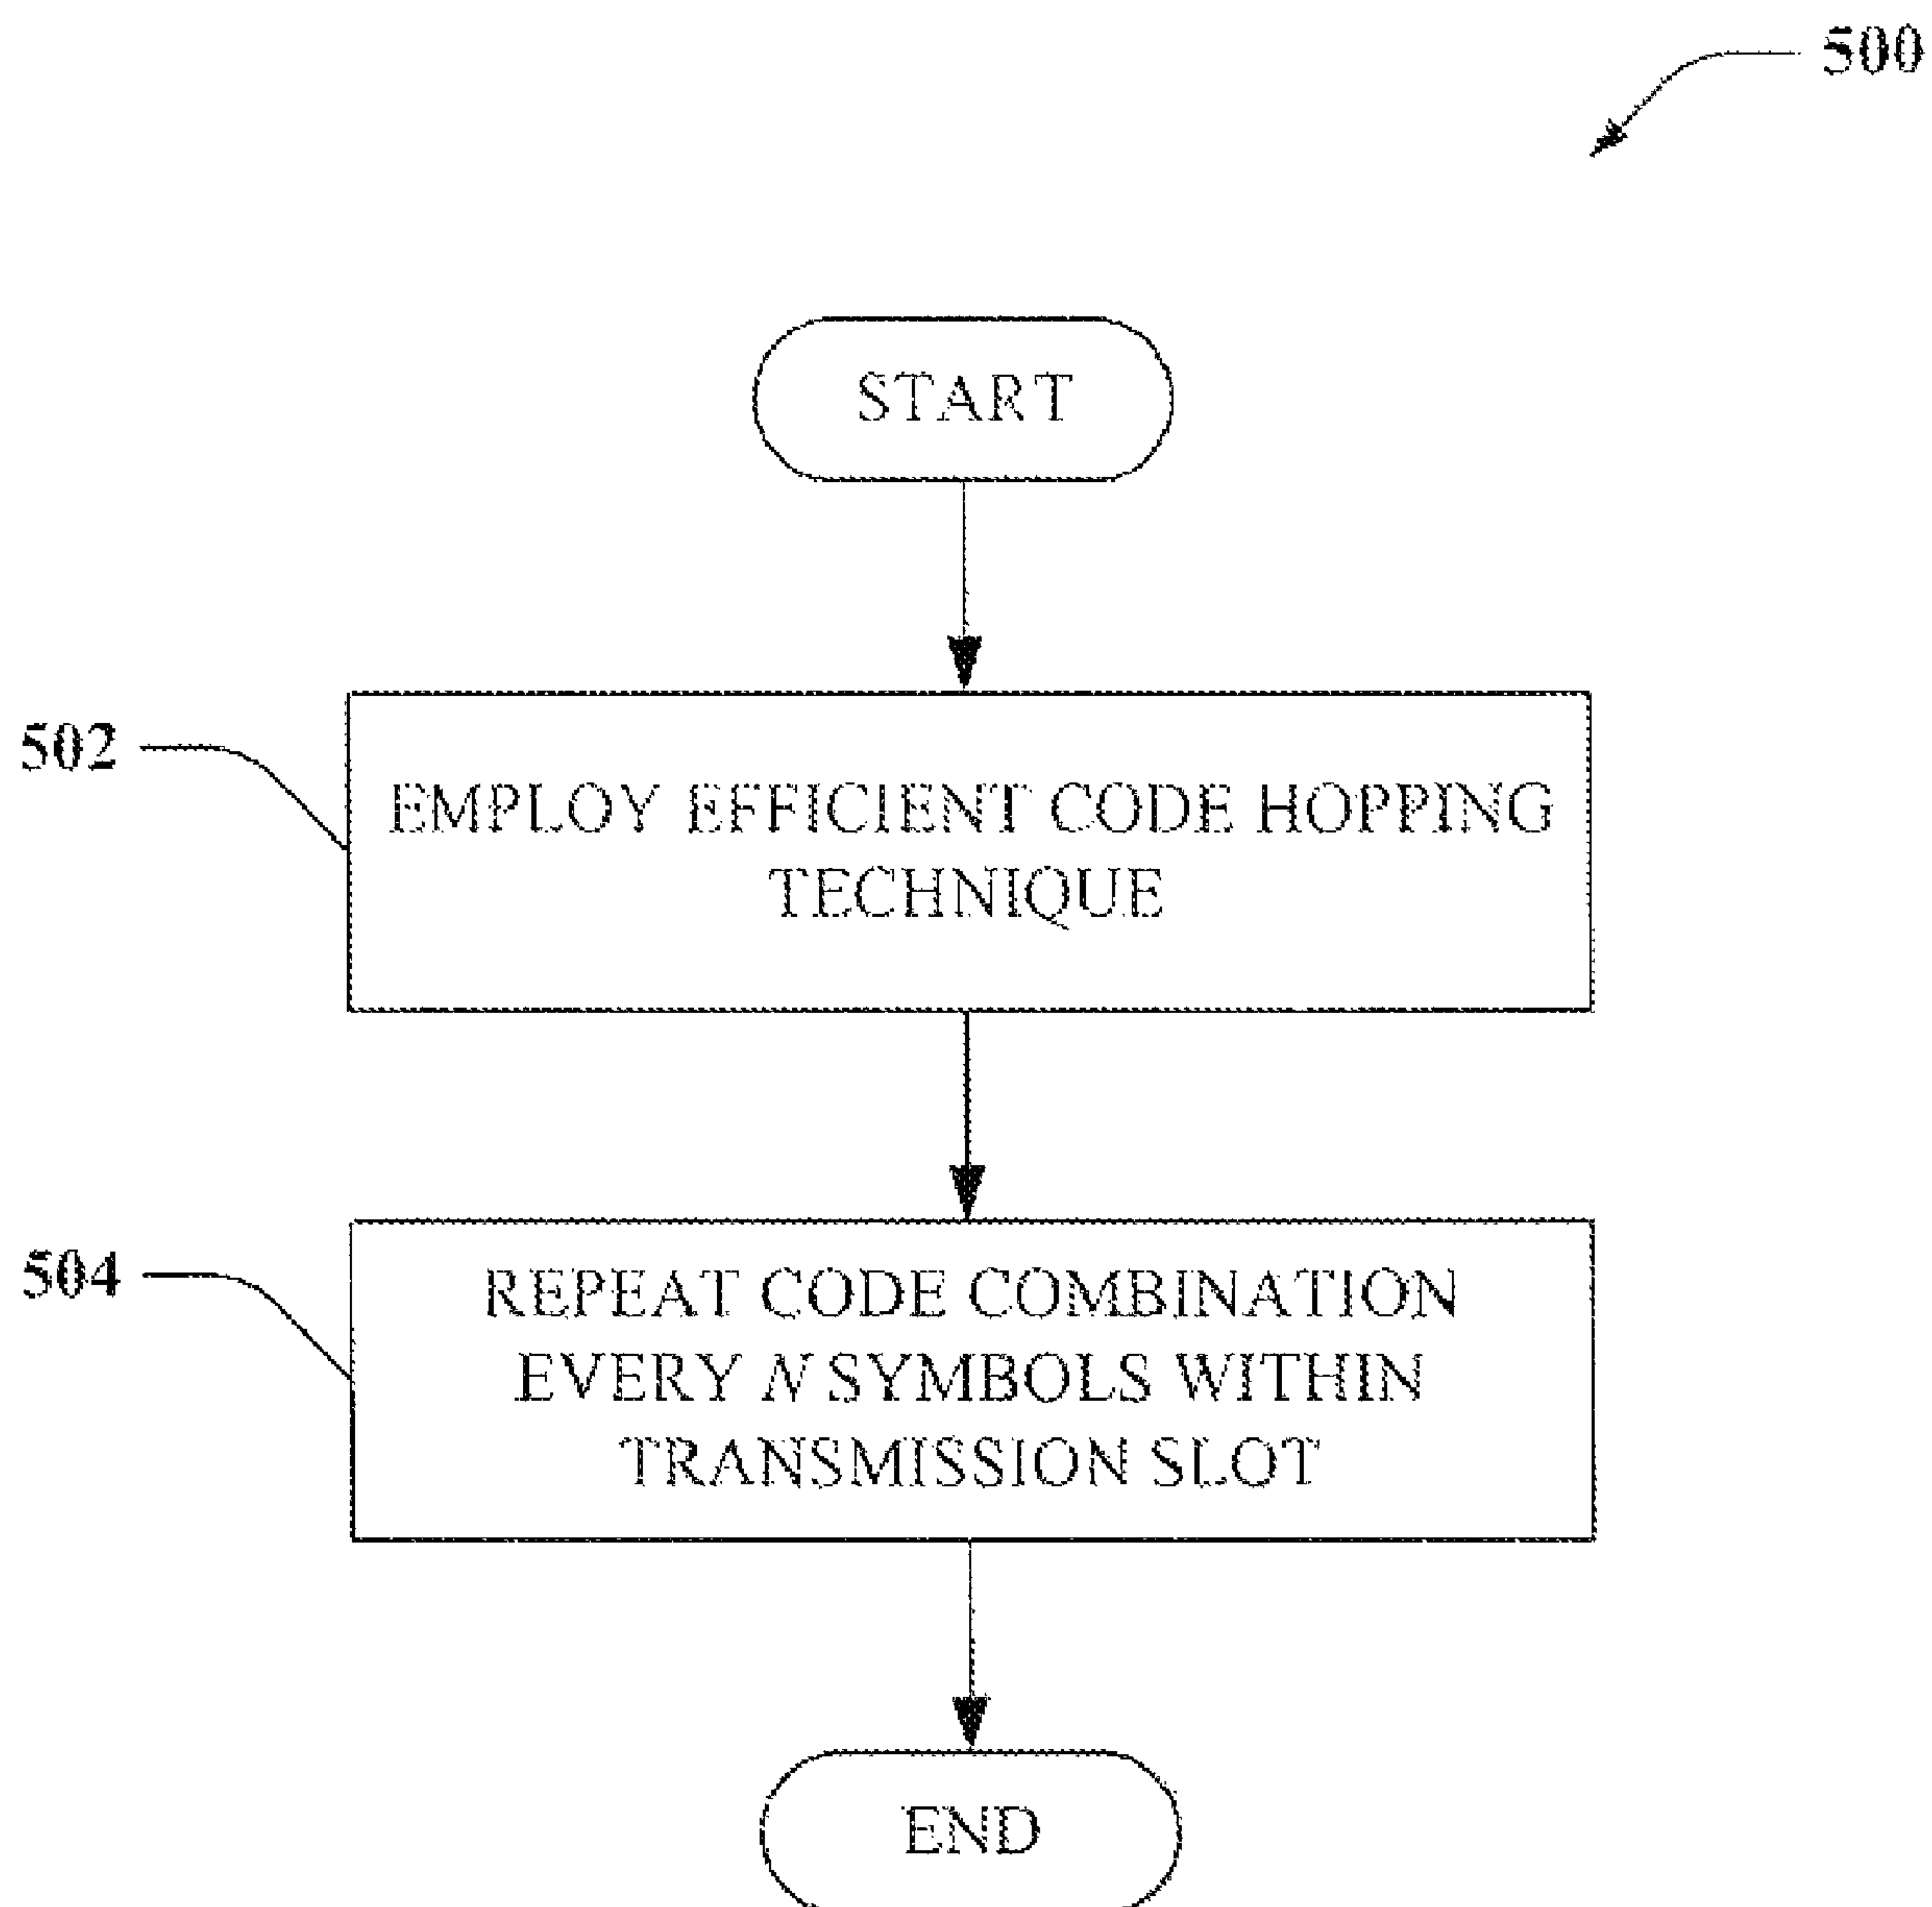 500
START
502
EMPLOY EFFICIENT CODE HOPPING
TECHNIQUE
504
REPEAT CODE COMBINATION
EVERY N SYMBOLS WITHIN
TRANSMISSION SLOT
END